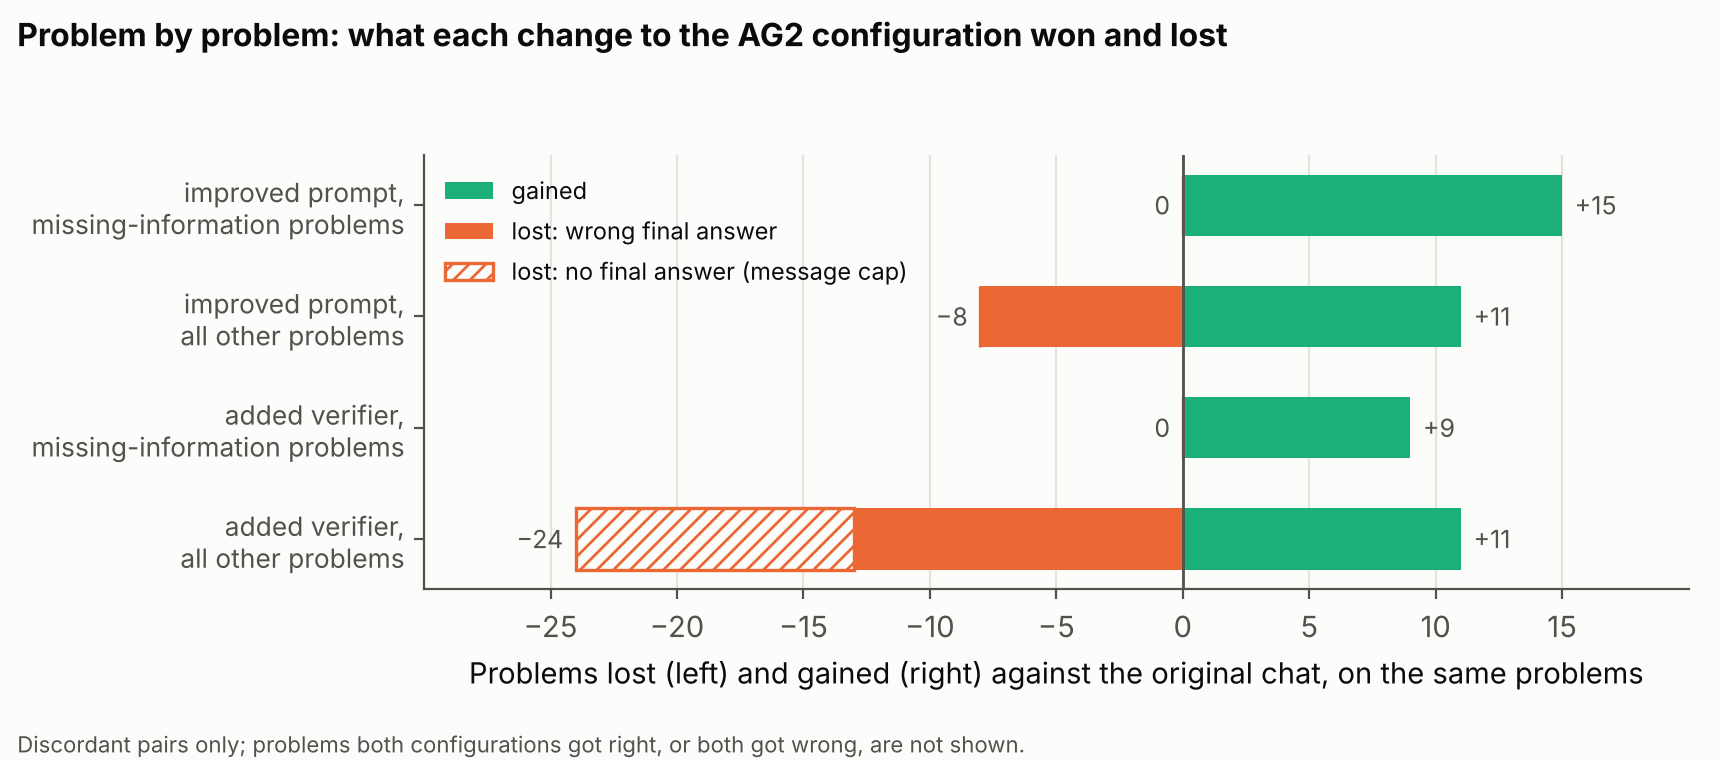 Problem by problem: what each change to the AG2 configuration won and lost
gained
lost: wrong final answer
lost: no final answer (message cap)
improved prompt,
missing-information problems
0
+15
improved prompt,
all other problems
−8
+11
added verifier,
missing-information problems
0
+9
added verifier,
all other problems
−24
+11
−25 −20 −15 −10 −5 0 5 10 15
Problems lost (left) and gained (right) against the original chat, on the same problems
Discordant pairs only; problems both configurations got right, or both got wrong, are not shown.